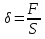 δ = F/S